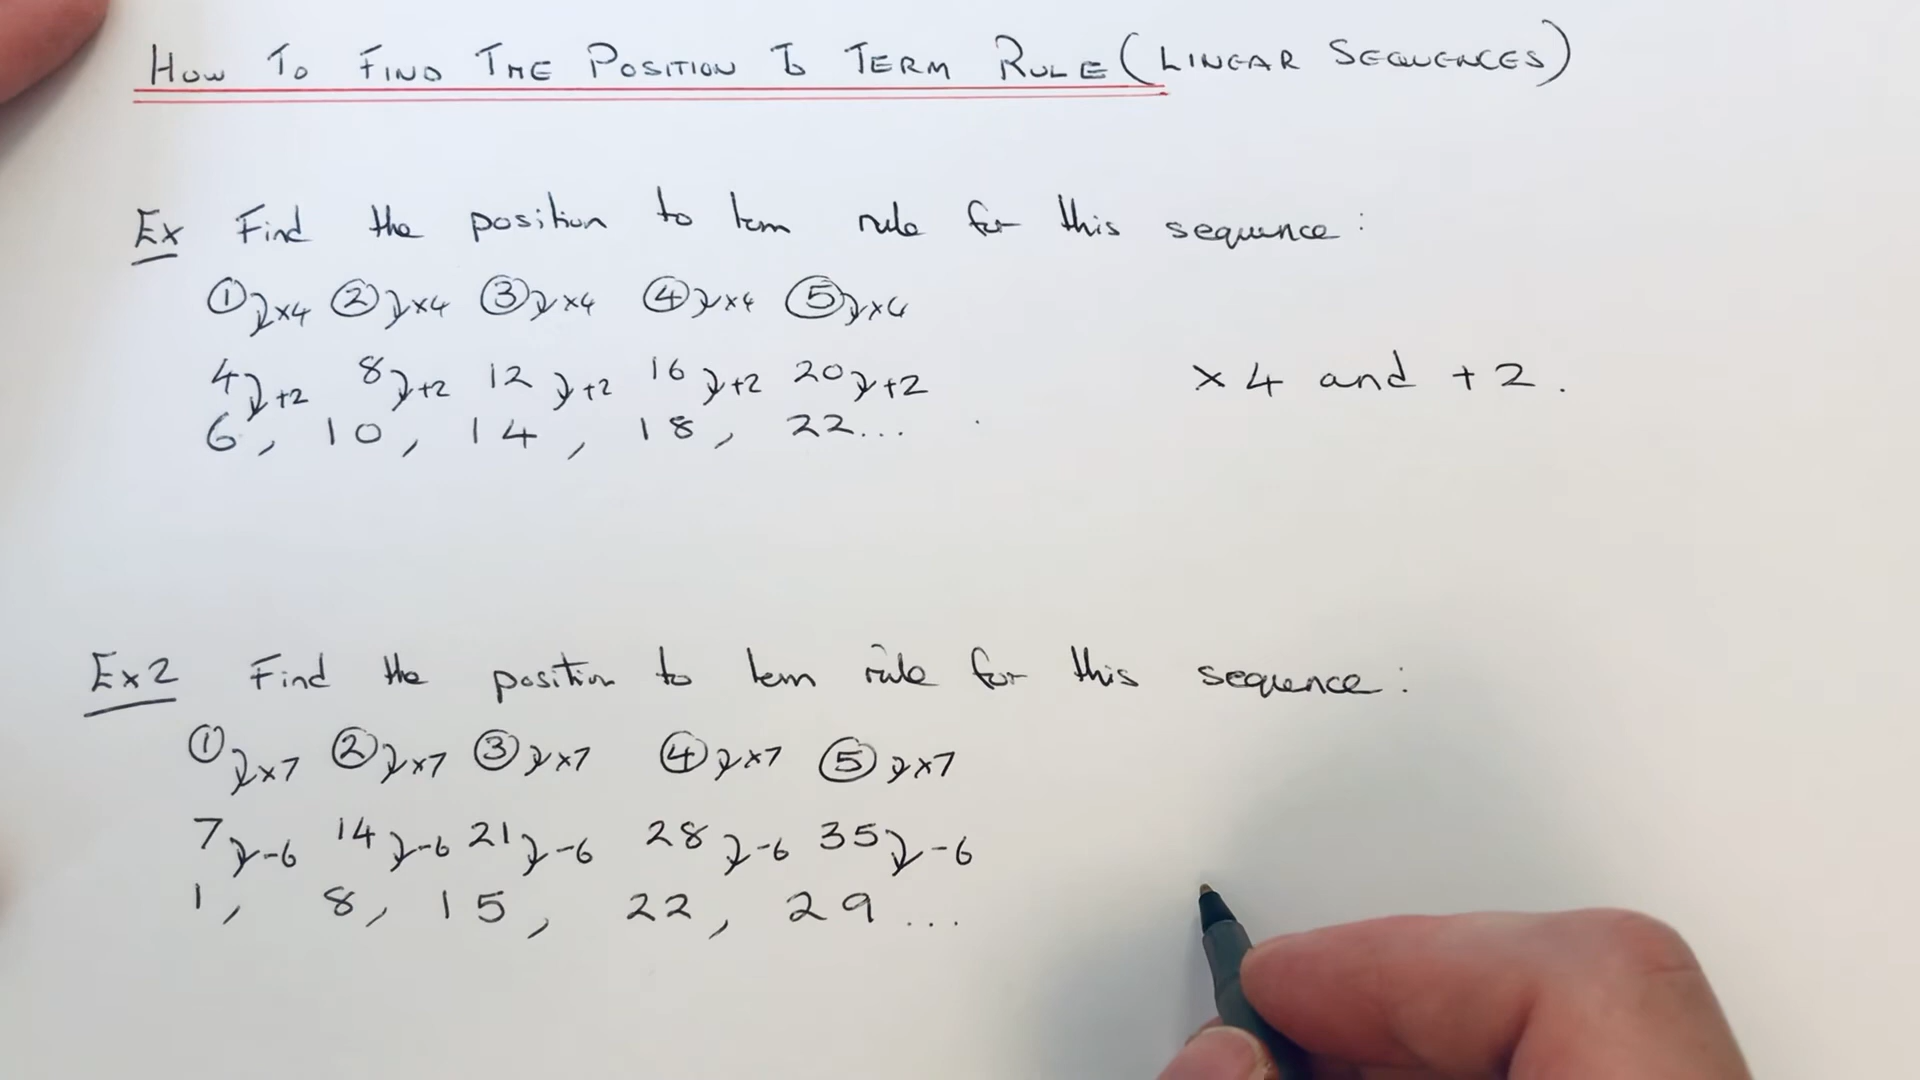 HOW TO FIND THE POSITION TO TERM RULE (LINEAR SEQUENCES)
Ex Find the position to term rule for this sequence:
① ×4 ② ×4 ③ ×4 ④ ×4 ⑤ ×4
4 +2 8 +2 12 +2 16 +2 20 +2
×4 and +2.
6, 10, 14, 18, 22...
Ex2 Find the position to term rule for this sequence:
① ×7 ② ×7 ③ ×7 ④ ×7 ⑤ ×7
7 -6 14 -6 21 -6 28 -6 35 -6
1, 8, 15, 22, 29...